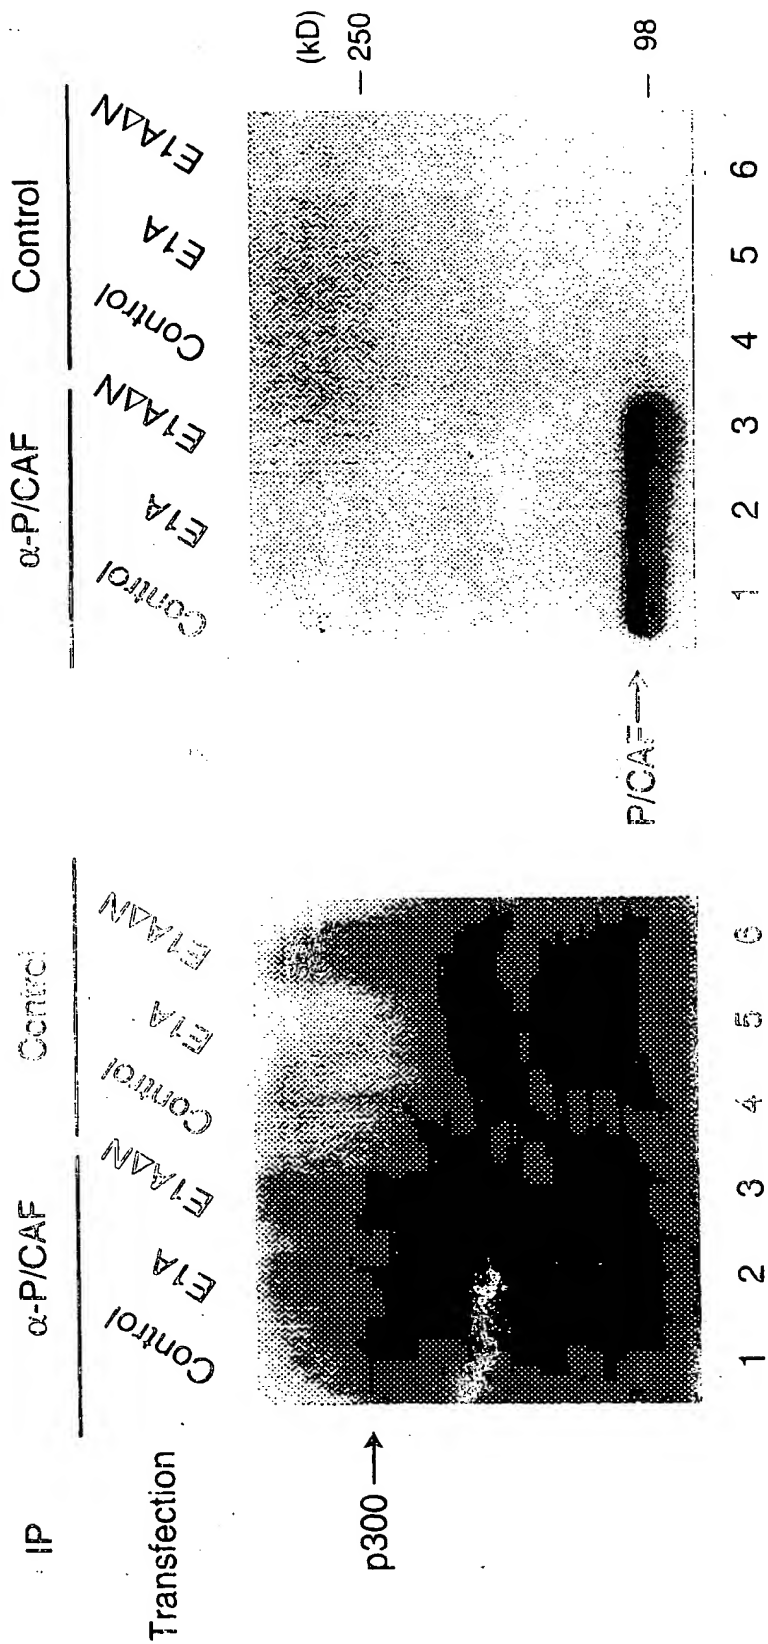 IP α-P/CAF Control α-P/CAF Control
Transfection Control E1A E1AΔN Control E1A E1AΔN Control E1A E1AΔN Control E1A E1AΔN
(kD)
p300 → – 250
P/CAF → – 98
1 2 3 4 5 6 1 2 3 4 5 6